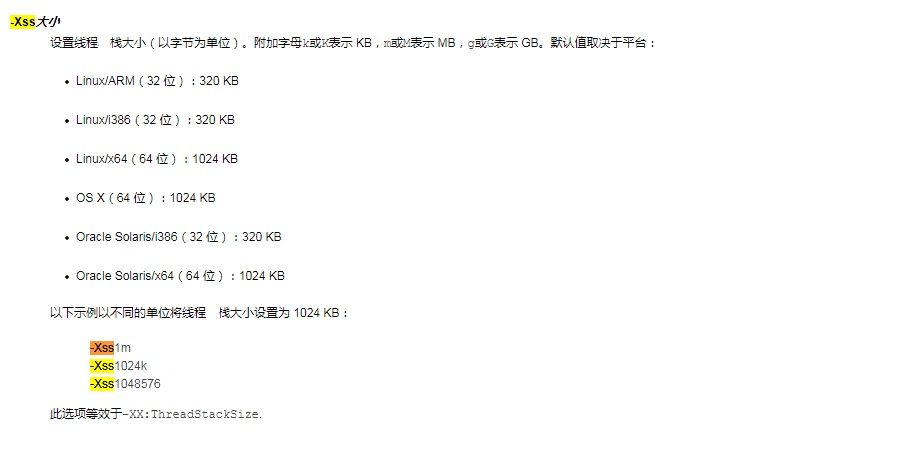 -Xss大小
设置线程 栈大小（以字节为单位）。附加字母k或K表示 KB，m或M表示 MB，g或G表示 GB。默认值取决于平台：
• Linux/ARM（32 位）：320 KB
• Linux/i386（32 位）：320 KB
• Linux/x64（64 位）：1024 KB
• OS X（64 位）：1024 KB
• Oracle Solaris/i386（32 位）：320 KB
• Oracle Solaris/x64（64 位）：1024 KB
以下示例以不同的单位将线程 栈大小设置为 1024 KB：
-Xss1m
-Xss1024k
-Xss1048576
此选项等效于-XX:ThreadStackSize.